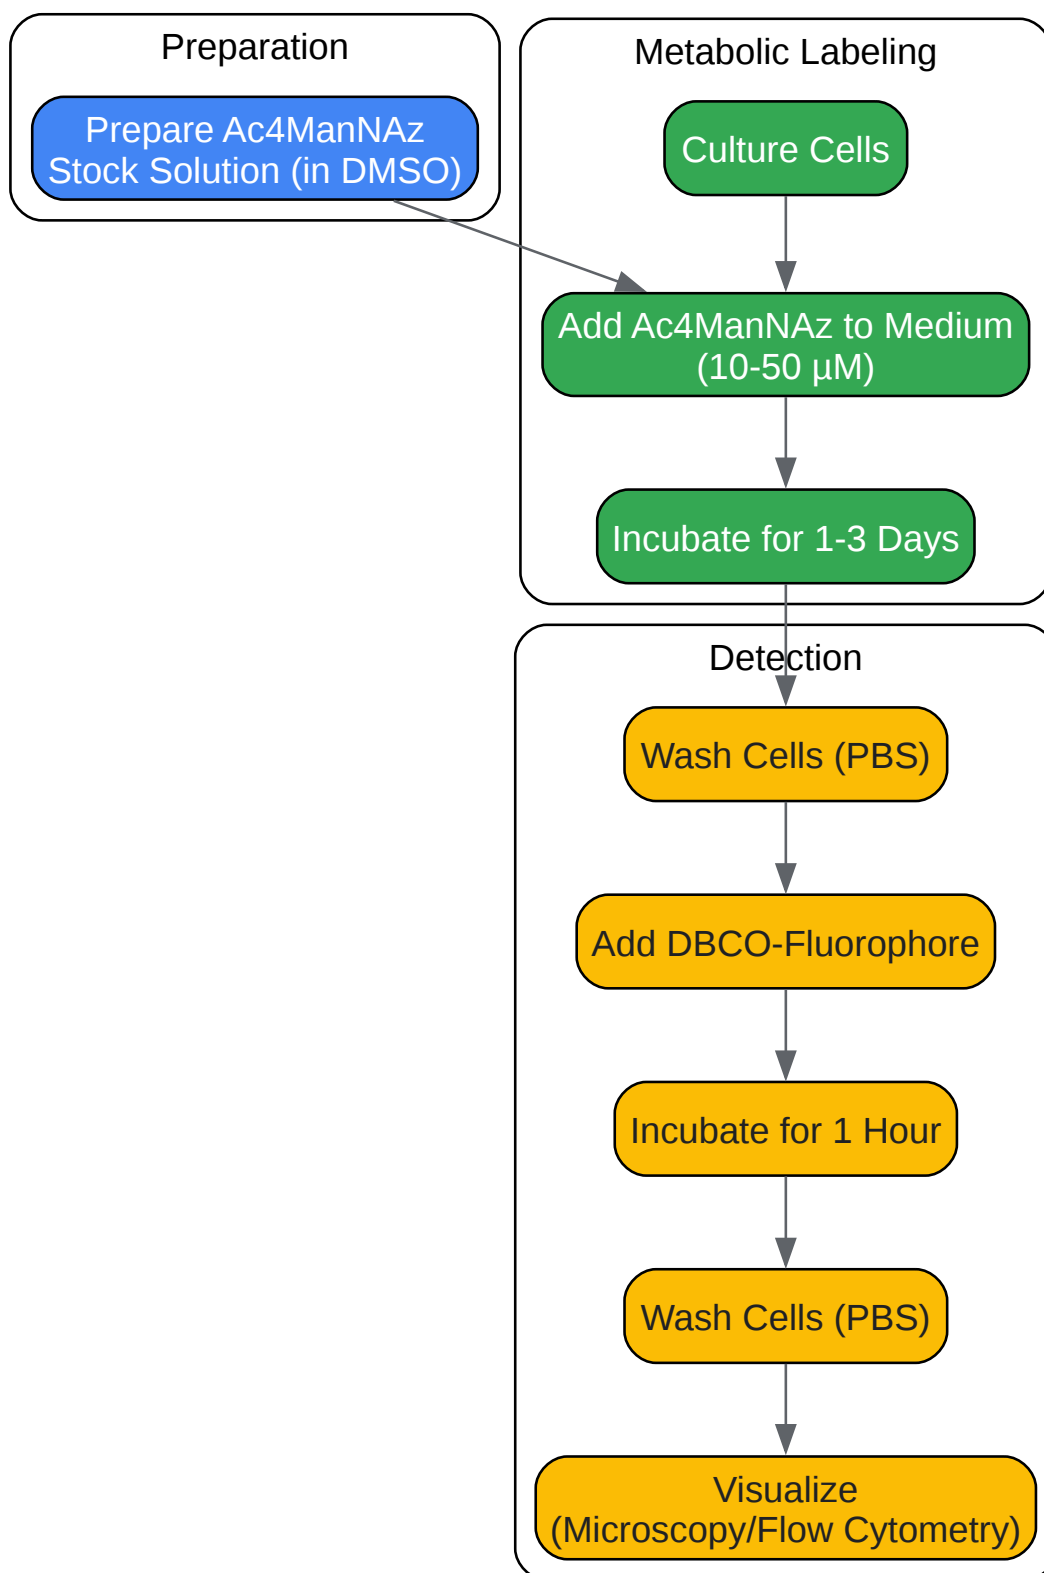 Preparation
Prepare Ac4ManNAz
Stock Solution (in DMSO)
Metabolic Labeling
Culture Cells
Add Ac4ManNAz to Medium
(10-50 µM)
Incubate for 1-3 Days
Detection
Wash Cells (PBS)
Add DBCO-Fluorophore
Incubate for 1 Hour
Wash Cells (PBS)
Visualize
(Microscopy/Flow Cytometry)